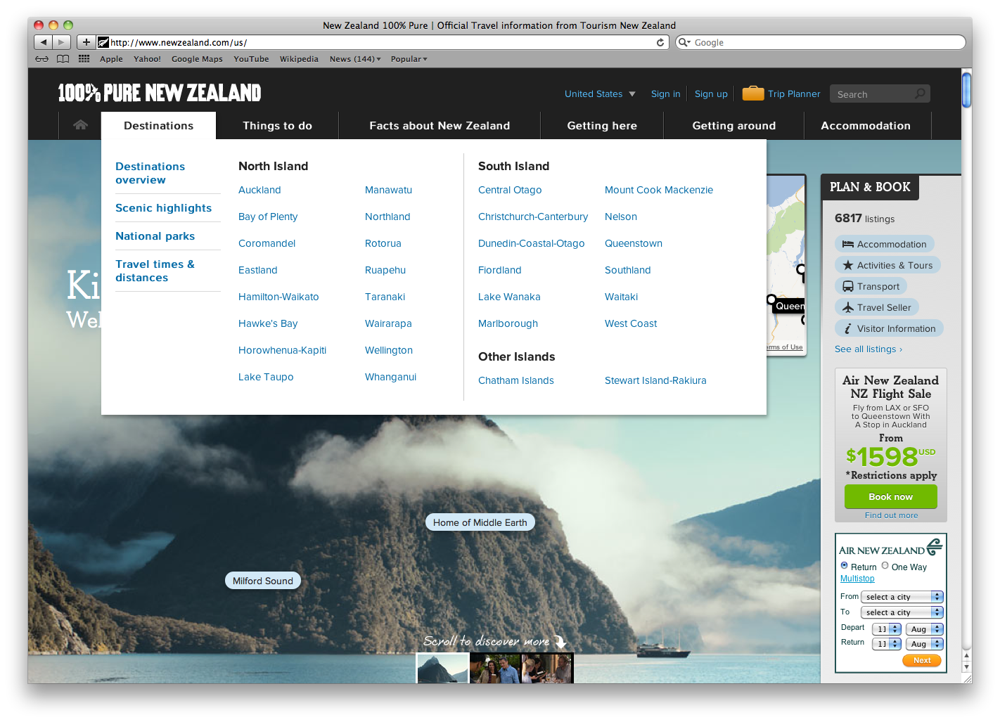 New Zealand 100% Pure | Official Travel information from Tourism New Zealand
http://www.newzealand.com/us/
Google
Apple Yahoo! Google Maps YouTube Wikipedia News (144) Popular
100% PURE NEW ZEALAND
United States Sign in Sign up Trip Planner Search
Destinations Things to do Facts about New Zealand Getting here Getting around Accommodation
Destinations
overview
Scenic highlights
National parks
Travel times &
distances
North Island
Auckland
Bay of Plenty
Coromandel
Eastland
Hamilton-Waikato
Hawke's Bay
Horowhenua-Kapiti
Lake Taupo
Manawatu
Northland
Rotorua
Ruapehu
Taranaki
Wairarapa
Wellington
Whanganui
South Island
Central Otago
Christchurch-Canterbury
Dunedin-Coastal-Otago
Fiordland
Lake Wanaka
Marlborough
Mount Cook Mackenzie
Nelson
Queenstown
Southland
Waitaki
West Coast
Other Islands
Chatham Islands
Stewart Island-Rakiura
Ki
Wel
Queen
erms of Use
Home of Middle Earth
Milford Sound
Scroll to discover more
PLAN & BOOK
6817 listings
Accommodation
Activities & Tours
Transport
Travel Seller
Visitor Information
See all listings ›
Air New Zealand
NZ Flight Sale
Fly from LAX or SFO
to Queenstown With
A Stop in Auckland
From
$1598 USD
*Restrictions apply
Book now
Find out more
AIR NEW ZEALAND
Return One Way
Multistop
From select a city
To select a city
Depart 11 Aug
Return 11 Aug
Next